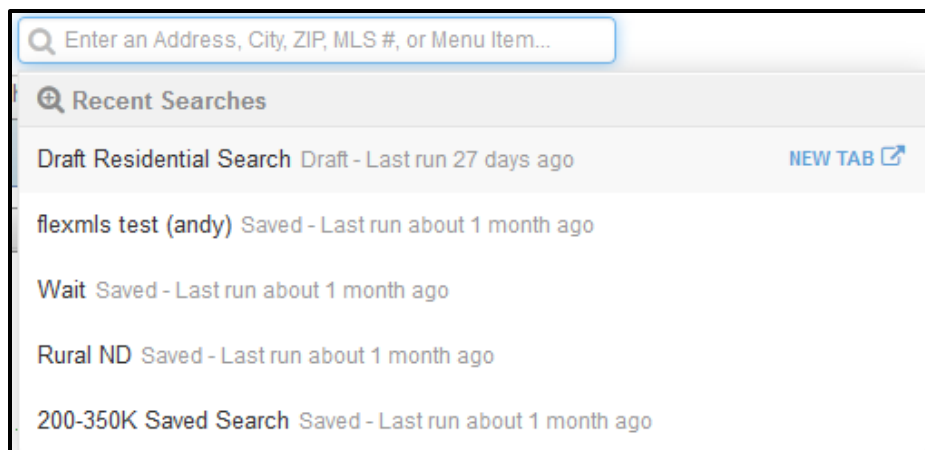 Enter an Address, City, ZIP, MLS #, or Menu Item...
Recent Searches
Draft Residential Search Draft - Last run 27 days ago NEW TAB
flexmls test (andy) Saved - Last run about 1 month ago
Wait Saved - Last run about 1 month ago
Rural ND Saved - Last run about 1 month ago
200-350K Saved Search Saved - Last run about 1 month ago